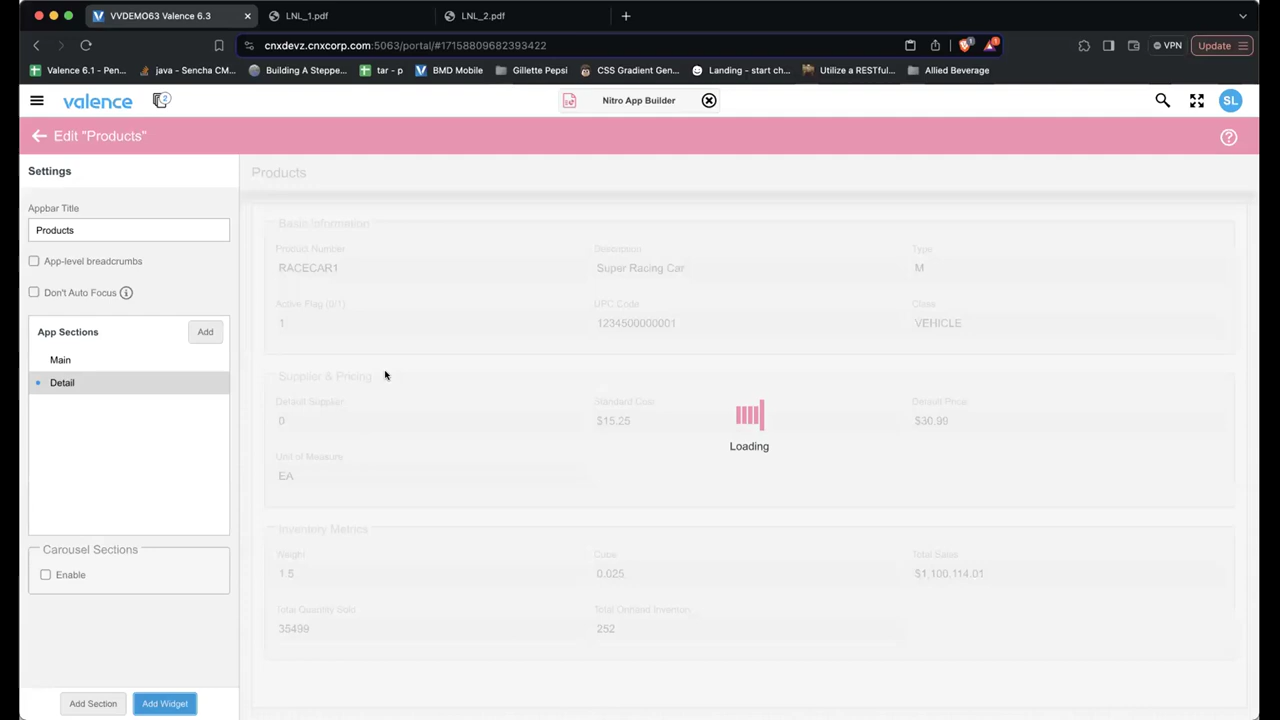 VVDEMO63 Valence 6.3
LNL_1.pdf
LNL_2.pdf
cnxdevz.cnxcorp.com:5063/portal/#17158809682393422
1
VPN
Update
Valence 6.1 - Pen...
java - Sencha CM...
Building A Steppe...
tar - p
BMD Mobile
Gillette Pepsi
CSS Gradient Gen...
Landing - start ch...
Utilize a RESTful...
Allied Beverage
valence
2
Nitro App Builder
SL
Edit "Products"
Settings
Appbar Title
Products
App-level breadcrumbs
Don't Auto Focus
App Sections
Add
Main
Detail
Carousel Sections
Enable
Add Section
Add Widget
Products
Basic Information
Product Number
Description
Type
RACECAR1
Super Racing Car
M
Active Flag (0/1)
UPC Code
1
1234500000001
VEHICLE
Supplier & Pricing
Default Supplier
Standard Cost
Default Price
0
$15.25
$30.99
Unit of Measure
EA
Loading
Inventory Metrics
Weight
Cube
Total Sales
1.5
0.025
$1,100,114.01
Total Quantity Sold
Total Onhand Inventory
35499
252